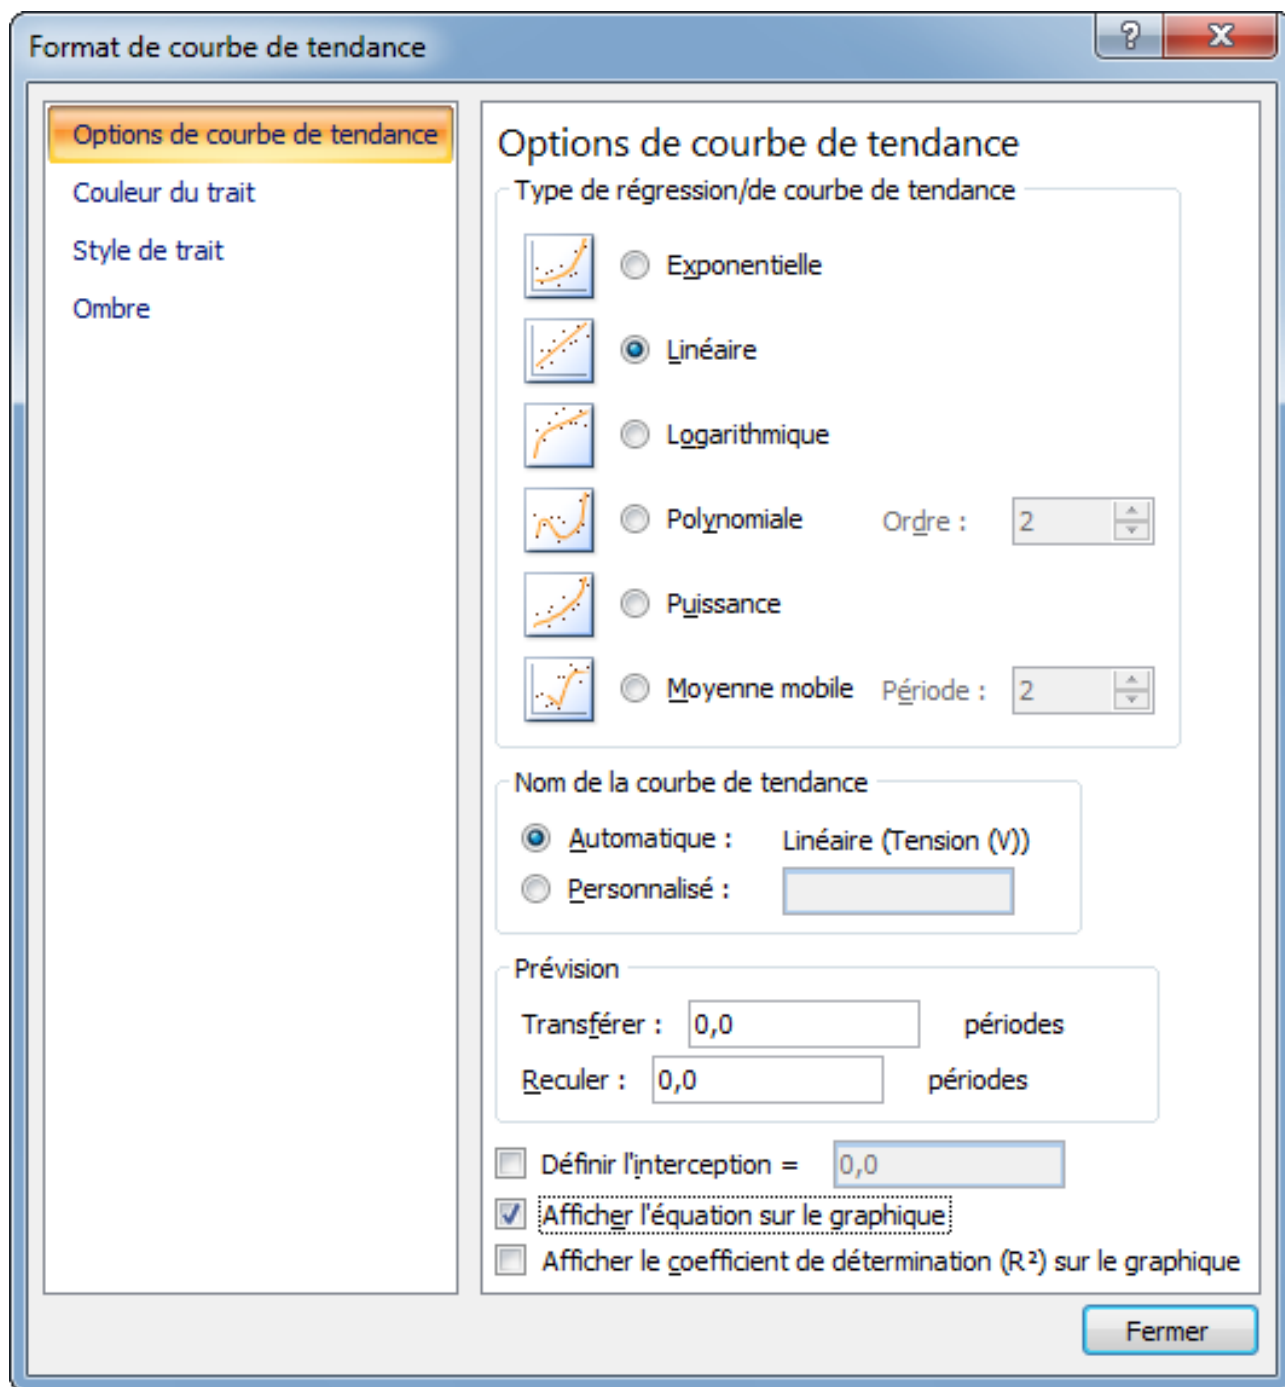 Format de courbe de tendance
?
Options de courbe de tendance
Couleur du trait
Style de trait
Ombre
Options de courbe de tendance
Type de régression/de courbe de tendance
Exponentielle
Linéaire
Logarithmique
Polynomiale Ordre : 2
Puissance
Moyenne mobile Période : 2
Nom de la courbe de tendance
Automatique : Linéaire (Tension (V))
Personnalisé :
Prévision
Transférer : 0,0 périodes
Reculer : 0,0 périodes
Définir l'interception = 0,0
Afficher l'équation sur le graphique
Afficher le coefficient de détermination (R²) sur le graphique
Fermer